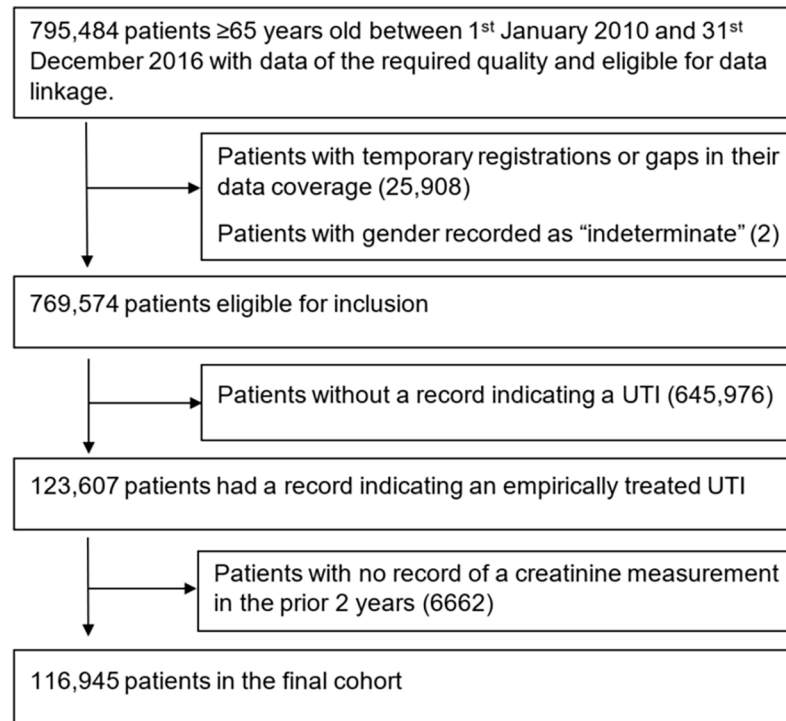 795,484 patients ≥65 years old between 1st January 2010 and 31st
December 2016 with data of the required quality and eligible for data
linkage.
Patients with temporary registrations or gaps in their
data coverage (25,908)
Patients with gender recorded as “indeterminate” (2)
769,574 patients eligible for inclusion
Patients without a record indicating a UTI (645,976)
123,607 patients had a record indicating an empirically treated UTI
Patients with no record of a creatinine measurement
in the prior 2 years (6662)
116,945 patients in the final cohort